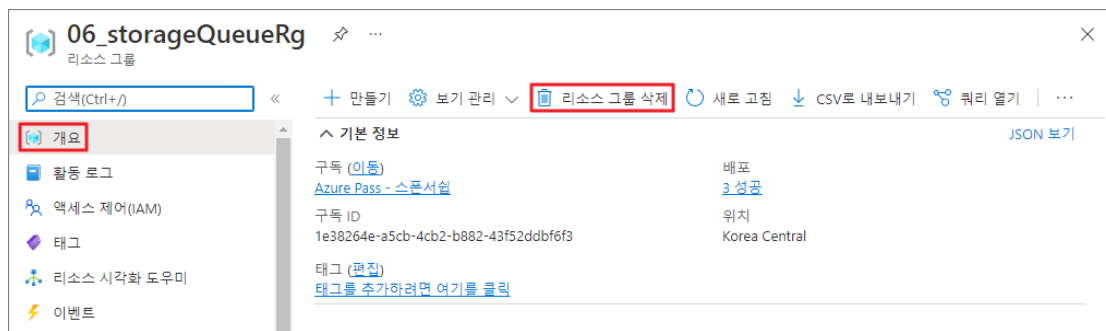 06_storageQueueRg
리소스 그룹
검색(Ctrl+/)
개요
활동 로그
액세스 제어(IAM)
태그
리소스 시각화 도우미
이벤트
만들기 보기 관리 리소스 그룹 삭제 새로 고침 CSV로 내보내기 쿼리 열기
기본 정보 JSON 보기
구독 (이동)
Azure Pass - 스폰서쉽
구독 ID
1e38264e-a5cb-4cb2-b882-43f52ddbf6f3
태그 (편집)
태그를 추가하려면 여기를 클릭
배포
3 성공
위치
Korea Central